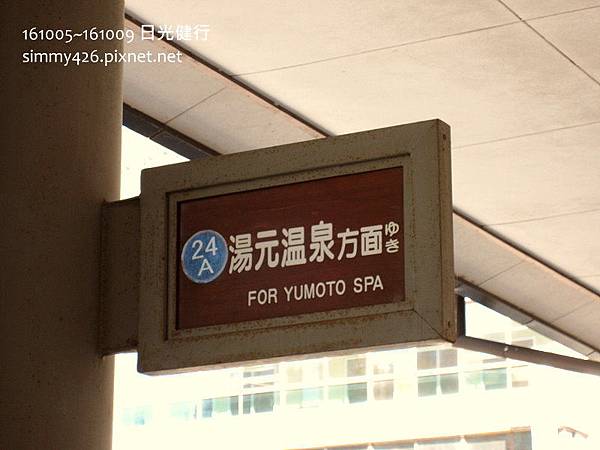 161005~161009 日光健行
simmy426.pixnet.net
24
A
湯元温泉方面ゆき
FOR YUMOTO SPA